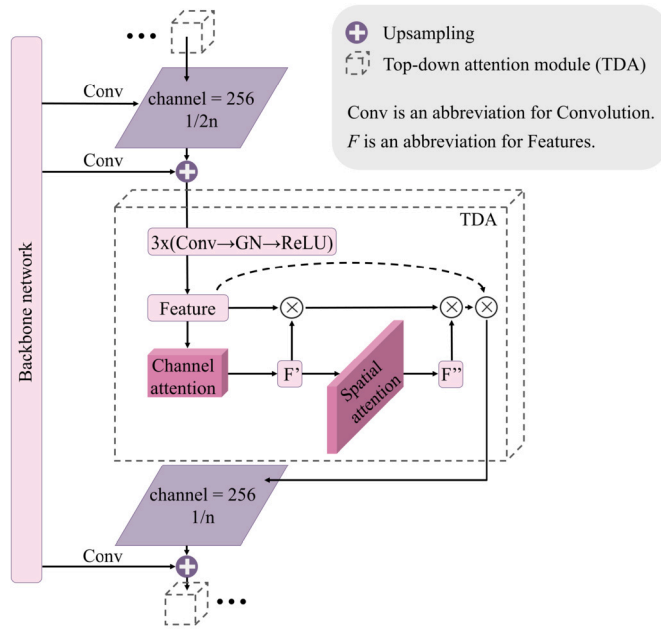 Upsampling
Top-down attention module (TDA)
Conv is an abbreviation for Convolution.
F is an abbreviation for Features.
Backbone network
Conv
channel = 256
1/2n
Conv
TDA
3x(Conv→GN→ReLU)
Feature
Channel
attention
F'
Spatial
attention
F''
channel = 256
1/n
Conv